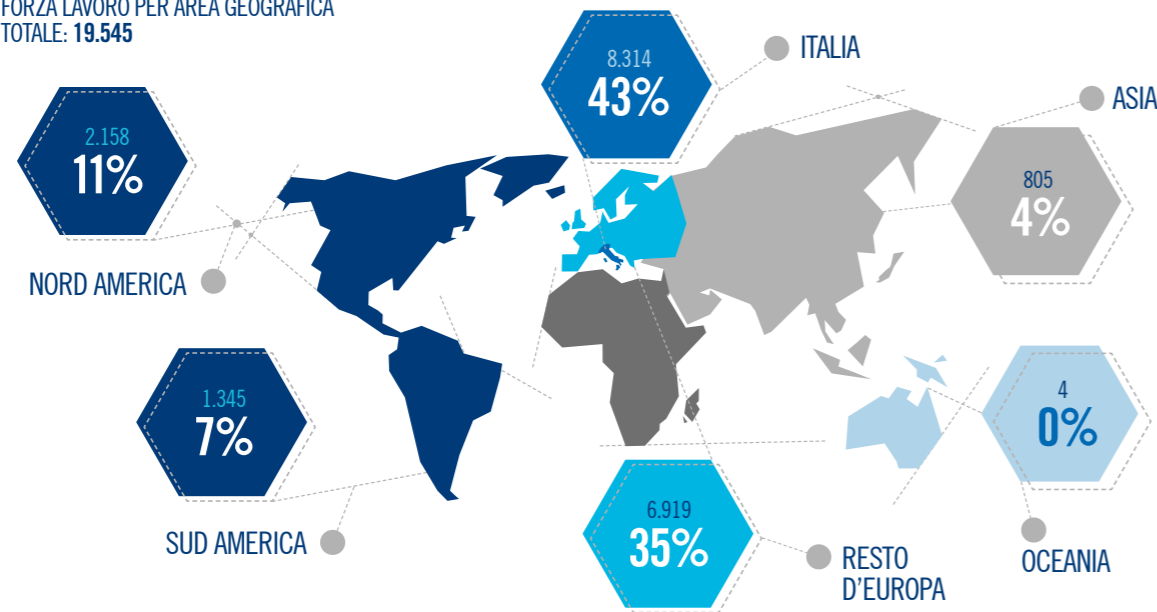 FORZA LAVORO PER AREA GEOGRAFICA
TOTALE: 19.545
8.314
43%
ITALIA
ASIA
2.158
11%
805
4%
NORD AMERICA
1.345
7%
4
0%
6.919
35%
SUD AMERICA
RESTO
D'EUROPA
OCEANIA